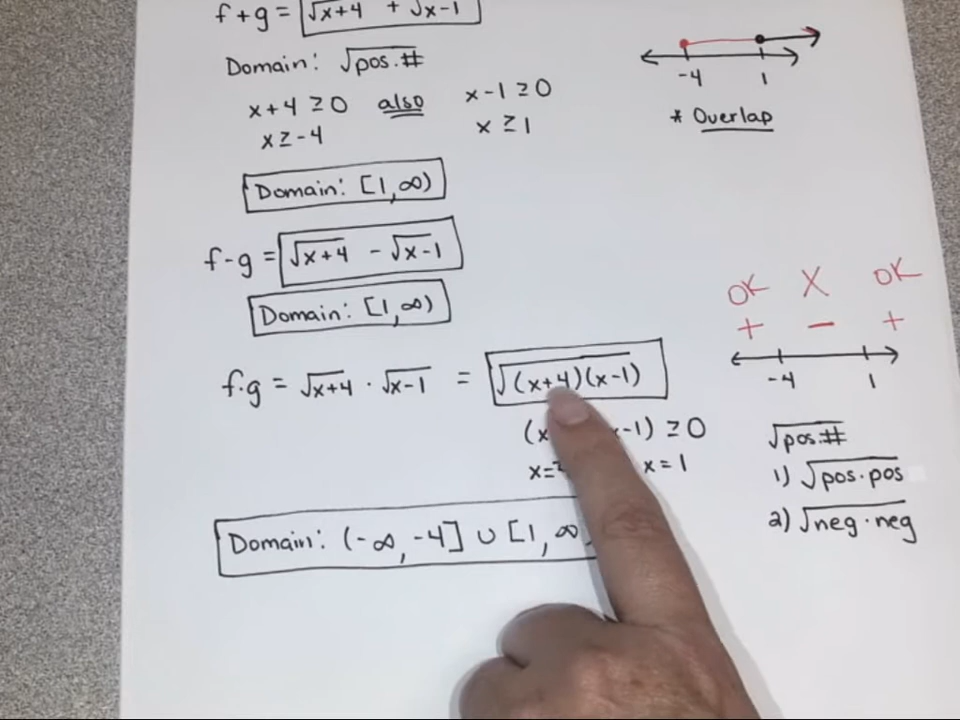 f+g = √x+4 + √x-1
Domain: √pos.#
x+4 ≥0 also x-1 ≥0
x ≥ -4 x ≥1
Domain: [1,∞)
-4 1
* Overlap
f-g = √x+4 - √x-1
Domain: [1,∞)
OK X OK
+ - +
-4 1
f·g = √x+4 · √x-1 = √(x+4)(x-1)
(x -1) ≥0
x= x=1
√pos.#
1) √pos·pos
2) √neg·neg
Domain: (-∞,-4] ∪ [1,∞